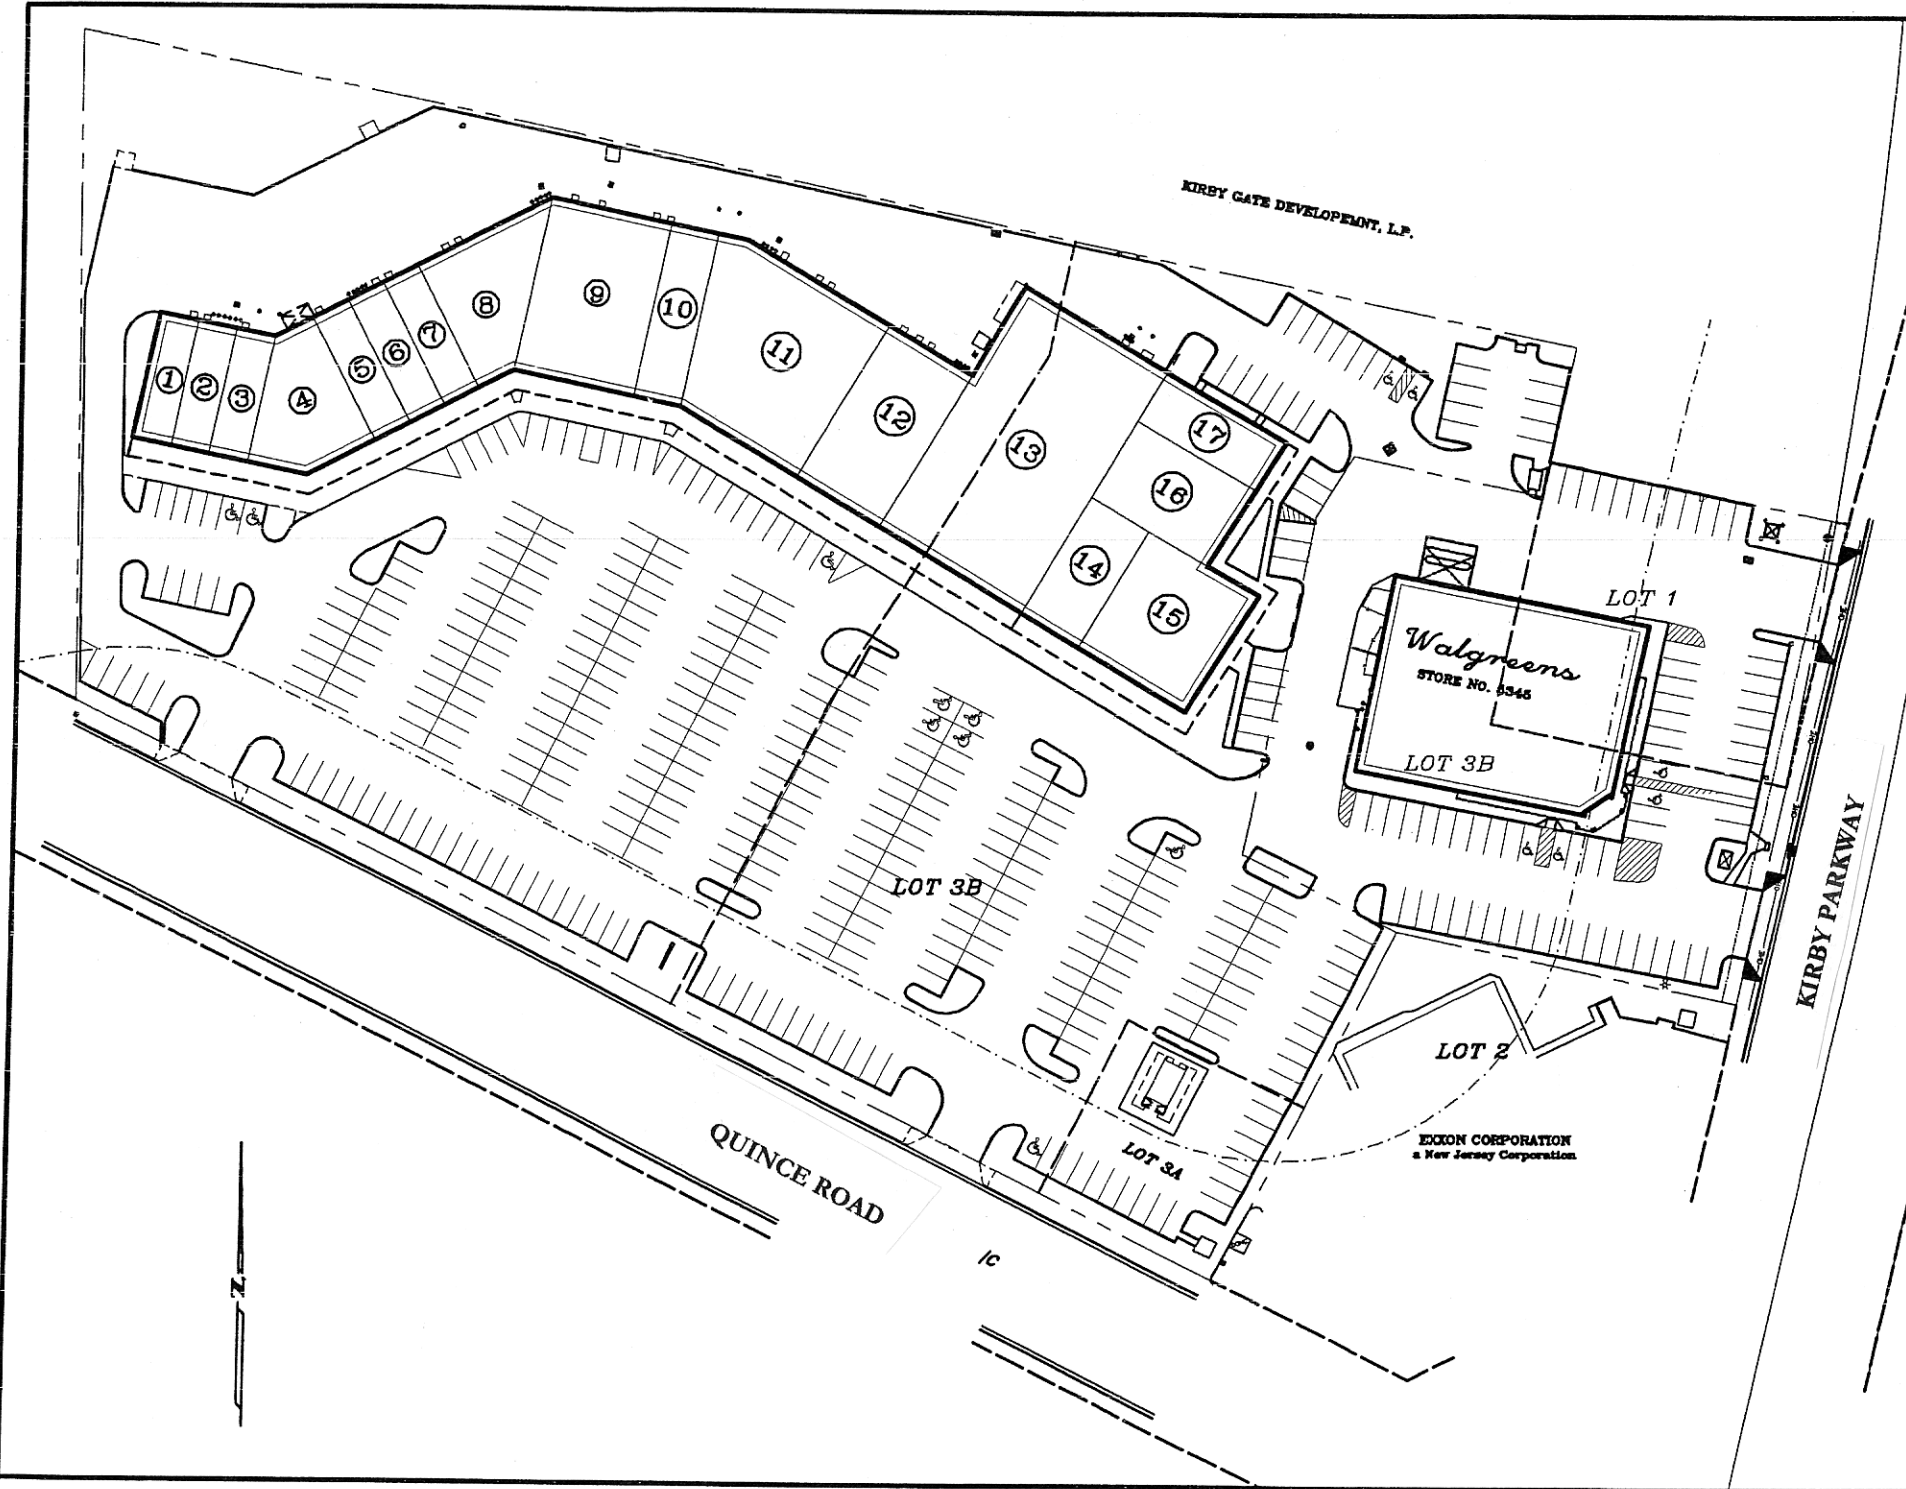 KIRBY GATE DEVELOPEMNT, L.P.
1
2
3
4
5
6
7
8
9
10
11
12
13
14
15
16
17
LOT 1
Walgreens
STORE NO.
LOT 3B
LOT 3B
KIRBY PARKWAY
LOT 2
EXXON CORPORATION
a New Jersey Corporation
LOT 3A
QUINCE ROAD
N